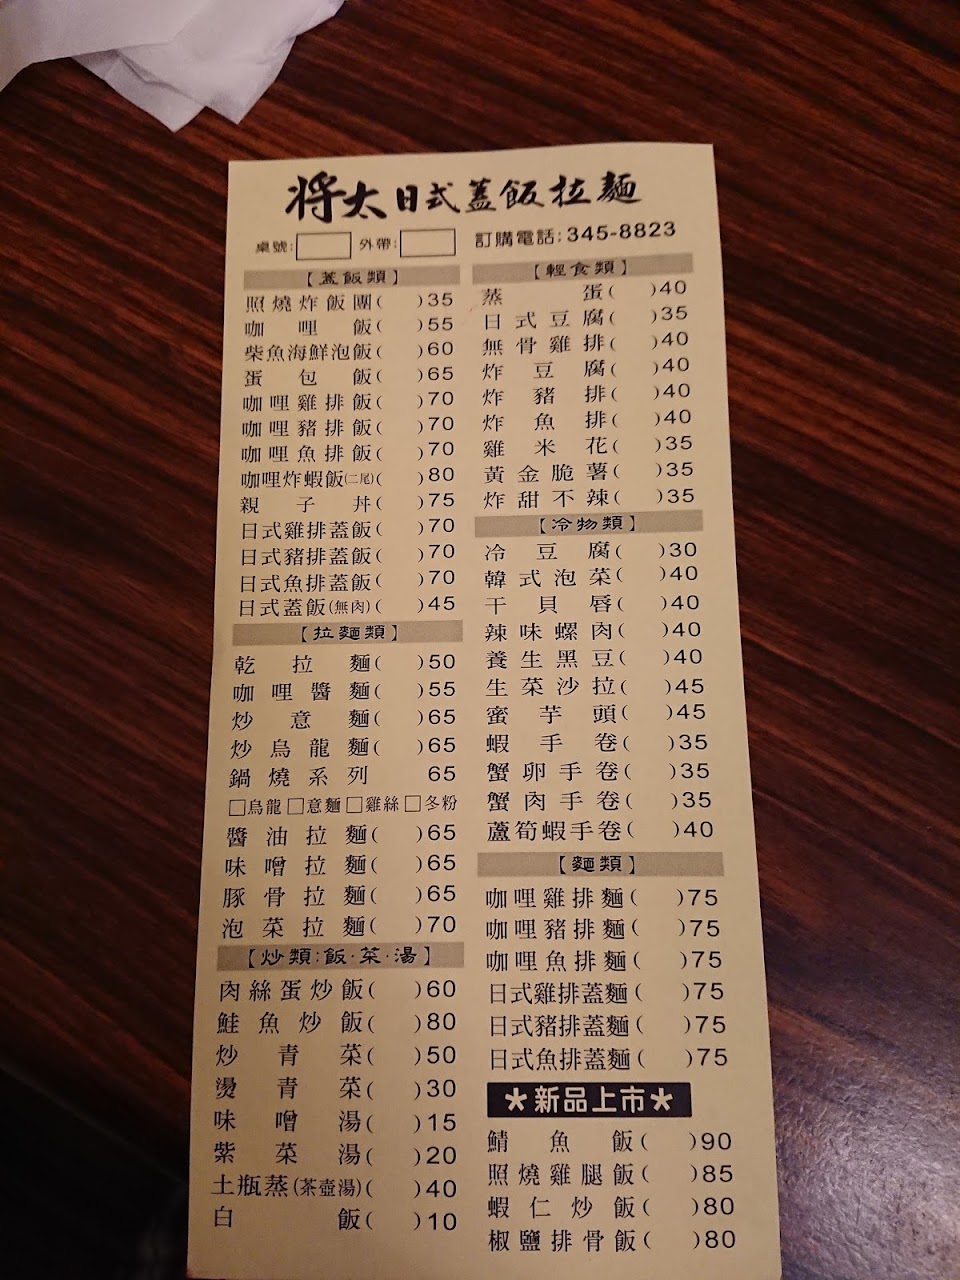 將太日式蓋飯拉麵
桌號: 外帶: 訂購電話:345-8823
【蓋飯類】
照燒炸飯團( )35
咖哩飯( )55
柴魚海鮮泡飯( )60
蛋包飯( )65
咖哩雞排飯( )70
咖哩豬排飯( )70
咖哩魚排飯( )70
咖哩炸蝦飯(二尾)( )80
親子丼( )75
日式雞排蓋飯( )70
日式豬排蓋飯( )70
日式魚排蓋飯( )70
日式蓋飯(無肉)( )45
【拉麵類】
乾拉麵( )50
咖哩醬麵( )55
炒意麵( )65
炒烏龍麵( )65
鍋燒系列 65
□烏龍□意麵□雞絲□冬粉
醬油拉麵( )65
味噌拉麵( )65
豚骨拉麵( )65
泡菜拉麵( )70
【炒類:飯·菜·湯】
肉絲蛋炒飯( )60
鮭魚炒飯( )80
炒青菜( )50
燙青菜( )30
味噌湯( )15
紫菜湯( )20
土瓶蒸(茶壺湯)( )40
白飯( )10
【輕食類】
蒸蛋( )40
日式豆腐( )35
無骨雞排( )40
炸豆腐( )40
炸豬排( )40
炸魚排( )40
雞米花( )35
黃金脆薯( )35
炸甜不辣( )35
【冷物類】
冷豆腐( )30
韓式泡菜( )40
干貝唇( )40
辣味螺肉( )40
養生黑豆( )40
生菜沙拉( )45
蜜芋頭( )45
蝦手卷( )35
蟹卵手卷( )35
蟹肉手卷( )35
蘆筍蝦手卷( )40
【麵類】
咖哩雞排麵( )75
咖哩豬排麵( )75
咖哩魚排麵( )75
日式雞排蓋麵( )75
日式豬排蓋麵( )75
日式魚排蓋麵( )75
★新品上市★
鯖魚飯( )90
照燒雞腿飯( )85
蝦仁炒飯( )80
椒鹽排骨飯( )80